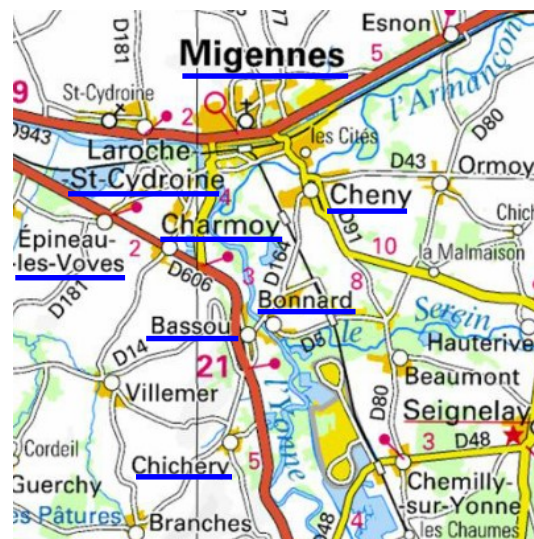 Esnon
D181
77
Migennes
5
l'Armançon
9
St-Cydroine
2
D80
D943
les Cités
Laroche-
-St-Cydroine
D43
Ormoy
4
Cheny
Charmoy
D91
Épineau-
-les-Voves
2
D164
10
la Malmaison
D606
3
8
D181
Bonnard
Serein
Bassou
D5
Hauterive
D14
21
Beaumont
Villemer
l'Yonne
D80
Seignelay
3
D48
Cordeil
Chichery
5
Guerchy
Chemilly-
-sur-Yonne
es Pâtures
Branches
D48
4
les Chaumes